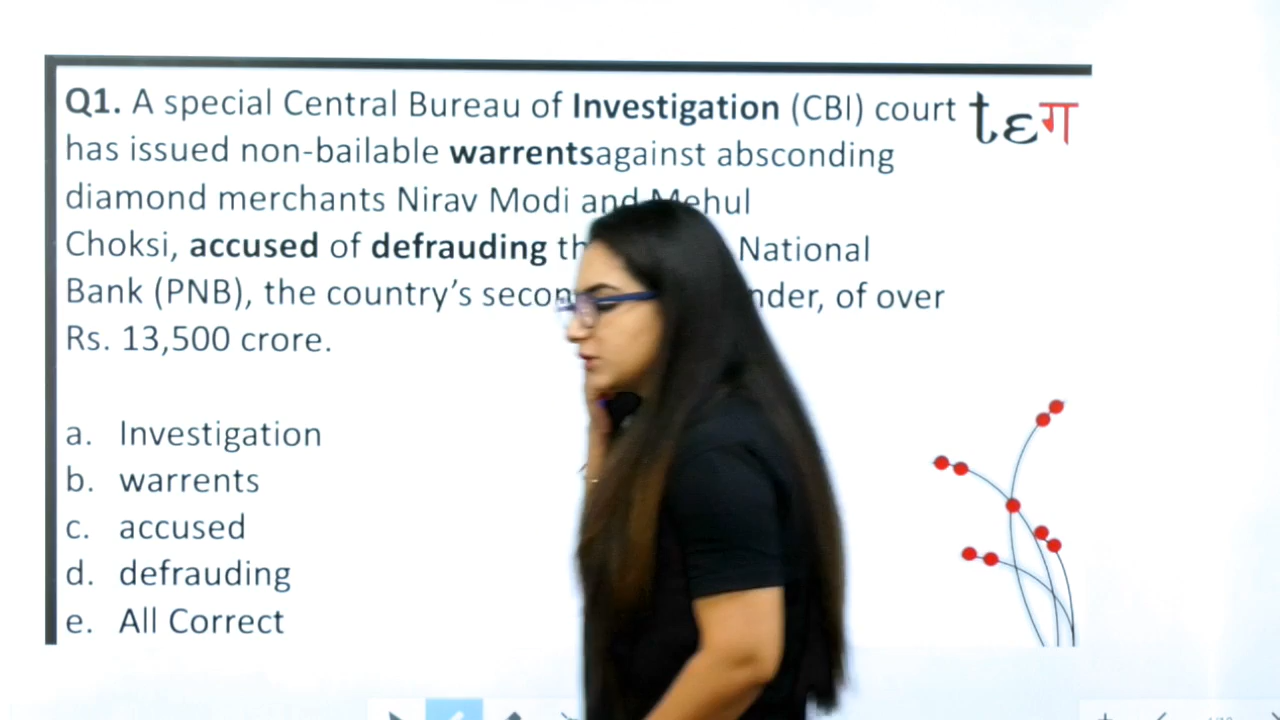 Q1. A special Central Bureau of Investigation (CBI) court
teग
has issued non-bailable warrentsagainst absconding
diamond merchants Nirav Modi and Mehul
Choksi, accused of defrauding National
Bank (PNB), the country's of over
Rs. 13,500 crore.
a. Investigation
b. warrents
c. accused
d. defrauding
e. All Correct